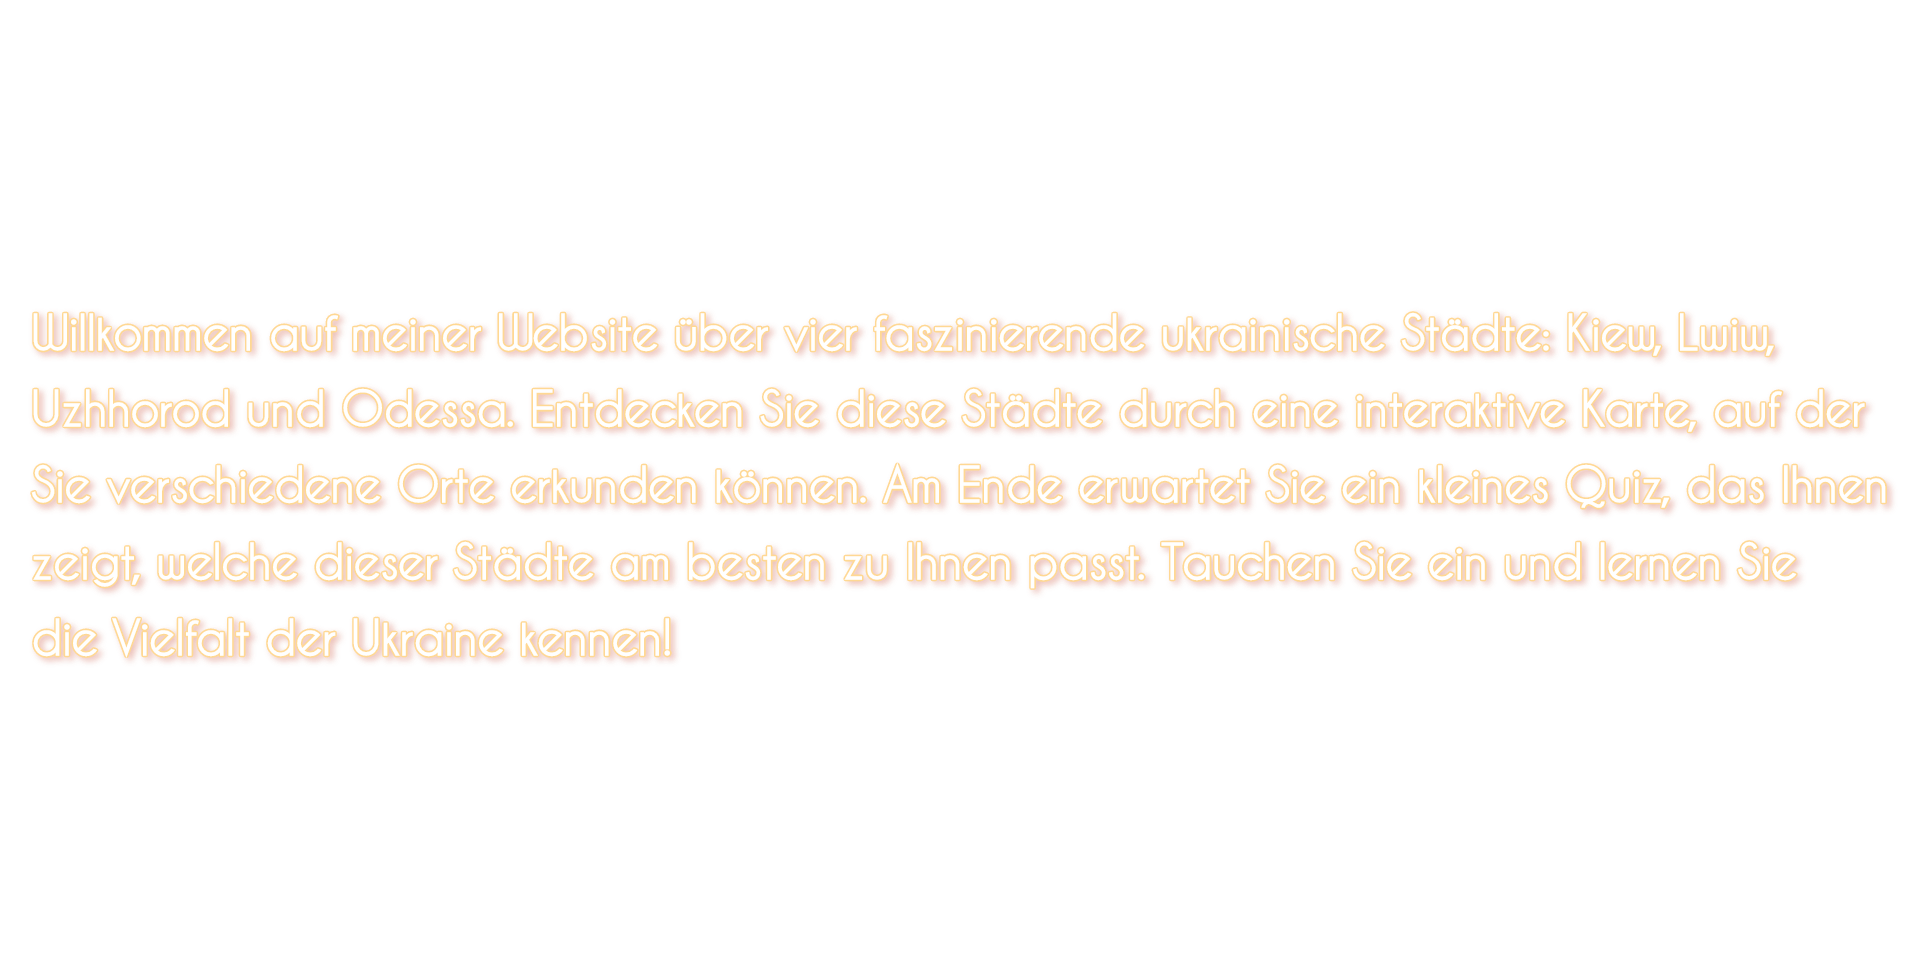 Willkommen auf meiner Website über vier faszinierende ukrainische Städte: Kiew, Lwiw,
Uzhhorod und Odessa. Entdecken Sie diese Städte durch eine interaktive Karte, auf der
Sie verschiedene Orte erkunden können. Am Ende erwartet Sie ein kleines Quiz, das Ihnen
zeigt, welche dieser Städte am besten zu Ihnen passt. Tauchen Sie ein und lernen Sie
die Vielfalt der Ukraine kennen!